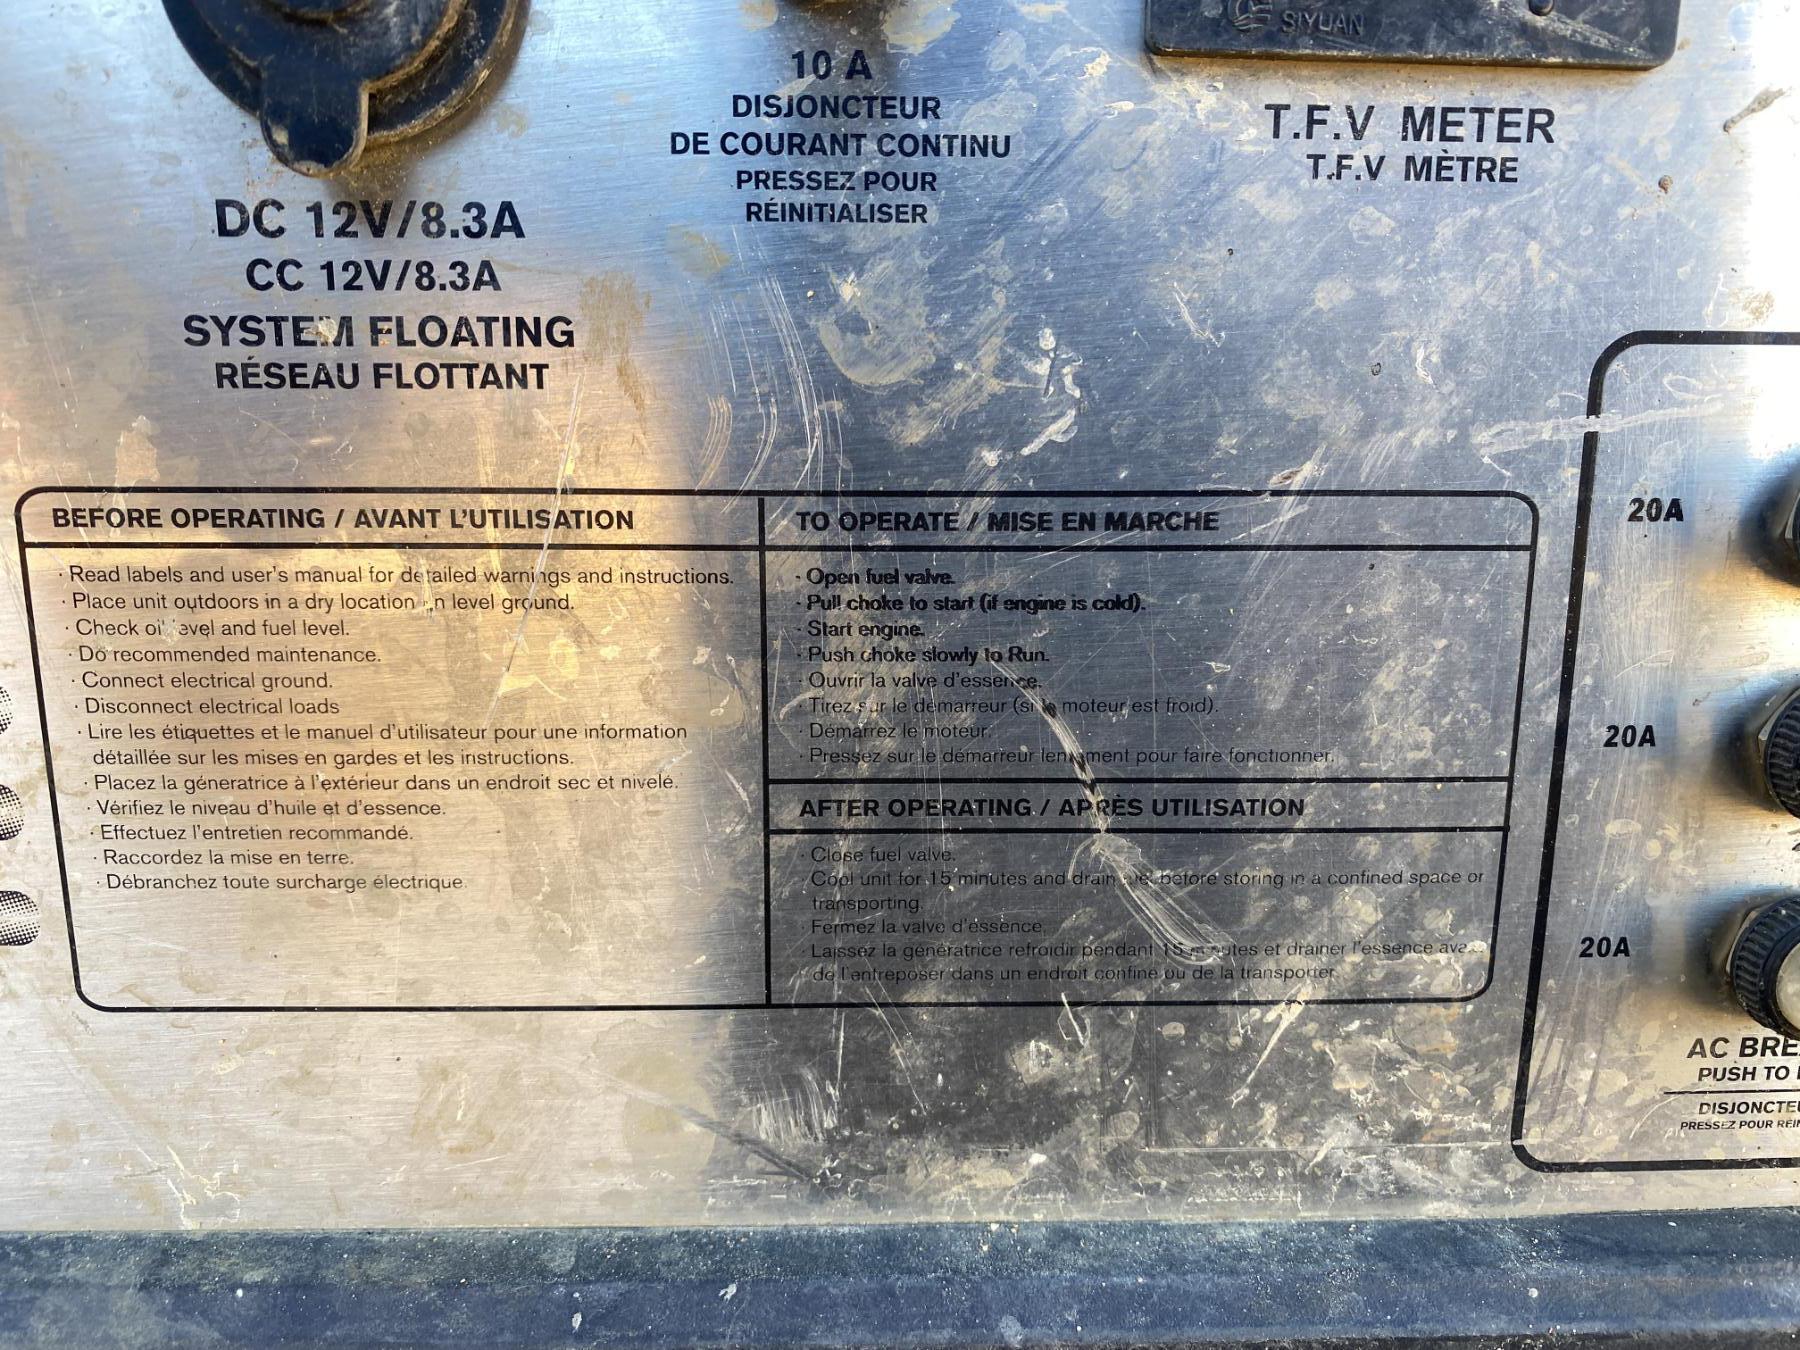 SIYUAN
10 A
DISJONCTEUR
DE COURANT CONTINU
PRESSEZ POUR
RÉINITIALISER
T.F.V METER
T.F.V MÈTRE
DC 12V/8.3A
CC 12V/8.3A
SYSTEM FLOATING
RÉSEAU FLOTTANT
BEFORE OPERATING / AVANT L'UTILISATION
· Read labels and user's manual for detailed warnings and instructions.
· Place unit outdoors in a dry location on level ground.
· Check oil level and fuel level.
· Do recommended maintenance.
· Connect electrical ground.
· Disconnect electrical loads
· Lire les étiquettes et le manuel d'utilisateur pour une information
détaillée sur les mises en gardes et les instructions.
· Placez la géneratrice à l'extérieur dans un endroit sec et nivelé.
· Vérifiez le niveau d'huile et d'essence.
· Effectuez l'entretien recommandé.
· Raccordez la mise en terre.
· Débranchez toute surcharge électrique.
TO OPERATE / MISE EN MARCHE
· Open fuel valve.
· Pull choke to start (if engine is cold).
· Start engine.
· Push choke slowly to Run.
· Ouvrir la valve d'essence.
· Tirez sur le démarreur (si le moteur est froid).
· Démarrez le moteur.
· Pressez sur le démarreur lentement pour faire fonctionner.
AFTER OPERATING / APRÈS UTILISATION
· Close fuel valve.
· Cool unit for 15 minutes and drain fuel before storing in a confined space or
transporting.
· Fermez la valve d'essence.
· Laissez la génératrice refroidir pendant 15 minutes et drainer l'essence
de l'entreposer dans un endroit confiné ou de la transporter.
20A
20A
20A
AC
PUSH TO
PRESSEZ POUR